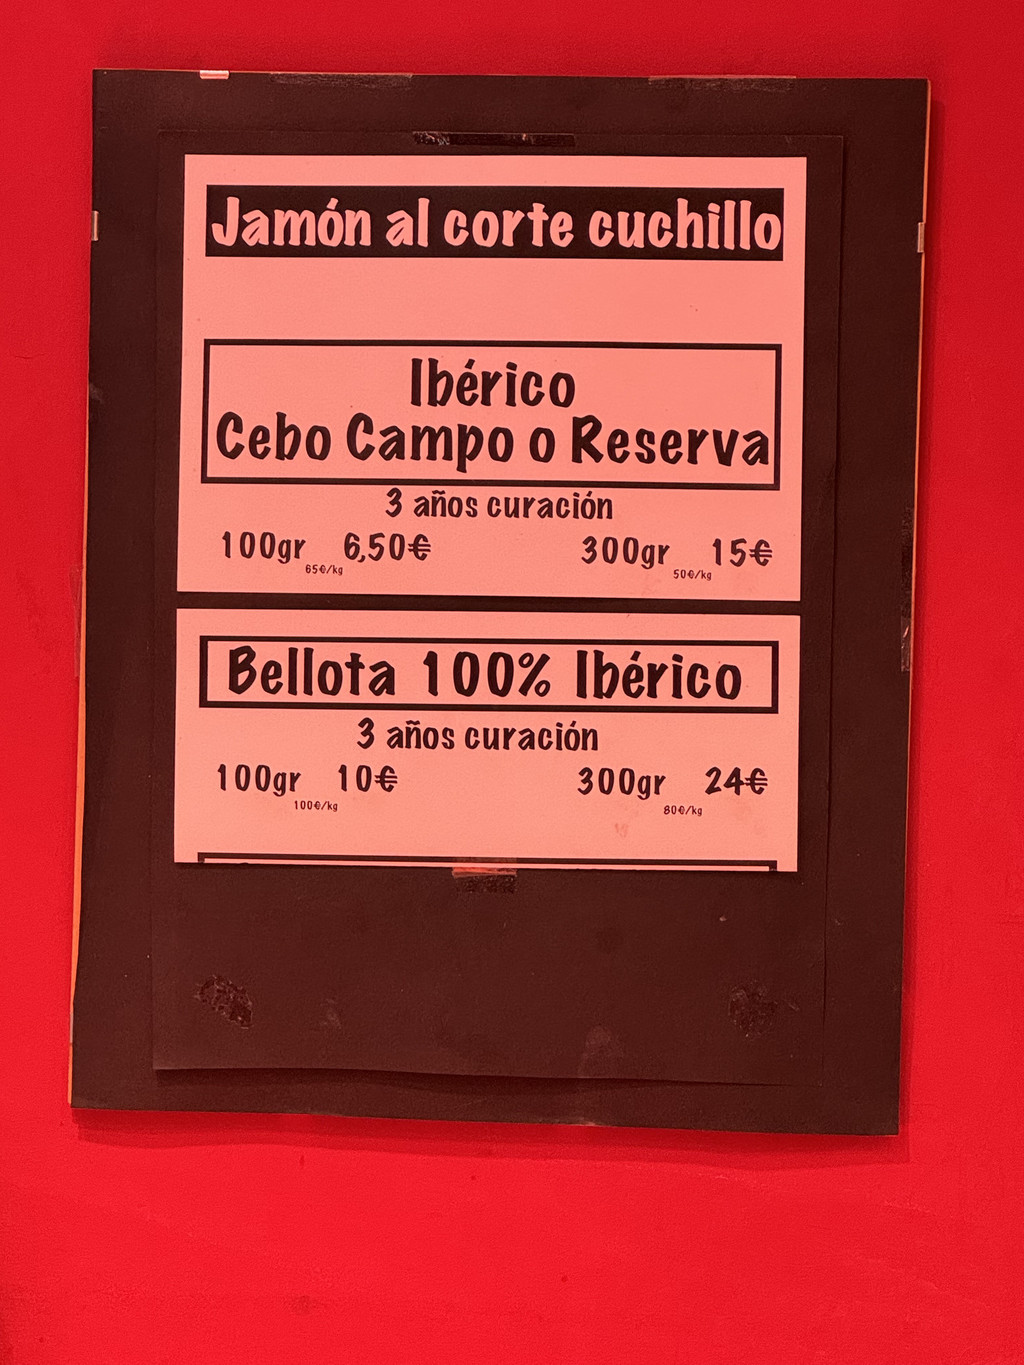 Jamón al corte cuchillo
Ibérico
Cebo Campo o Reserva
3 años curación
100gr 6,50€ 300gr 15€
65€/kg 50€/kg
Bellota 100% Ibérico
3 años curación
100gr 10€ 300gr 24€
100€/kg 80€/kg